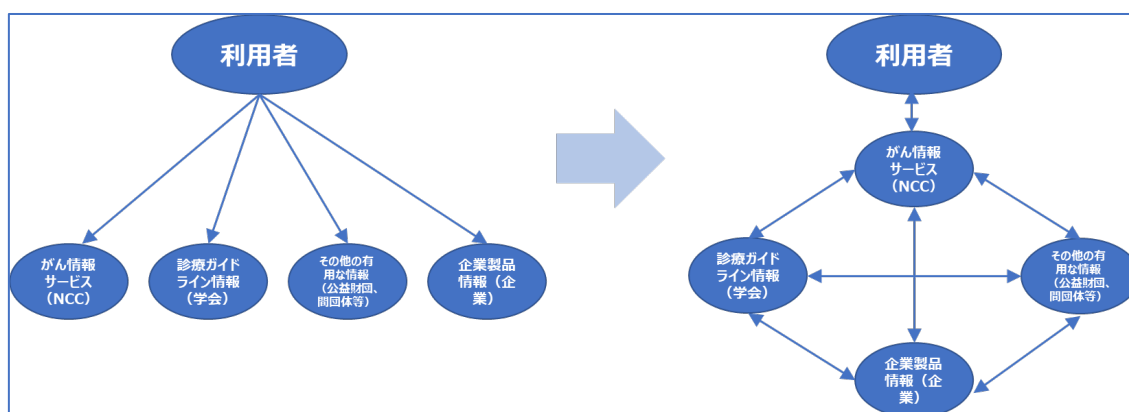 利用者
がん情報
サービス
（NCC）
診療ガイド
ライン情報
（学会）
その他の有
用な情報
（公益財団、
問団体等）
企業製品
情報（企
業）
利用者
がん情報
サービス
（NCC）
診療ガイド
ライン情報
（学会）
その他の有
用な情報
（公益財団、
問団体等）
企業製品
情報（企
業）